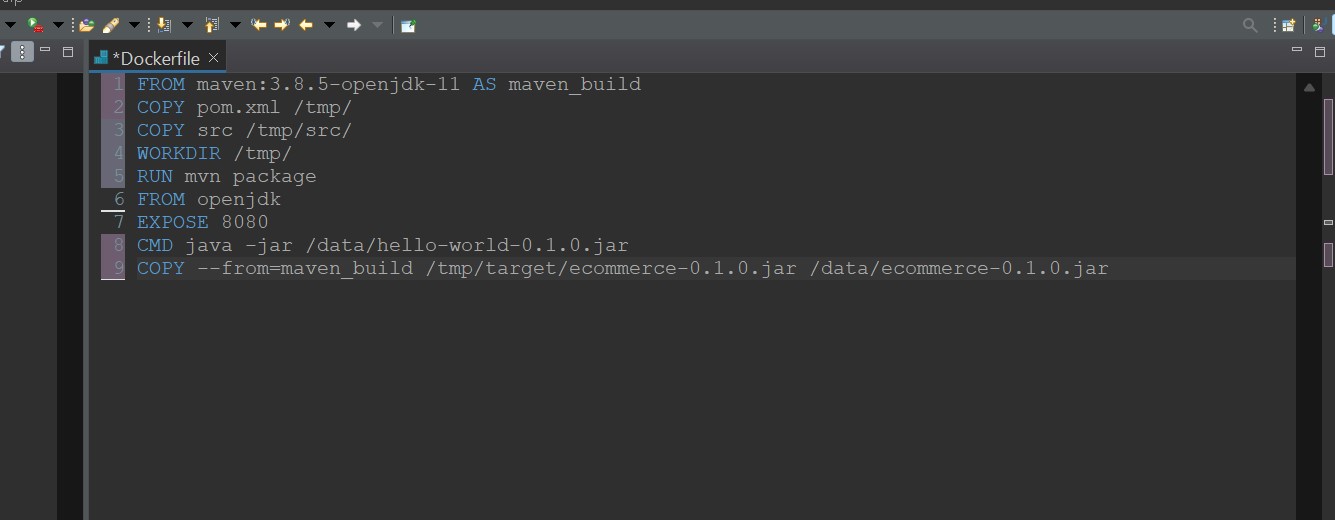 *Dockerfile
1 FROM maven:3.8.5-openjdk-11 AS maven_build
2 COPY pom.xml /tmp/
3 COPY src /tmp/src/
4 WORKDIR /tmp/
5 RUN mvn package
6 FROM openjdk
7 EXPOSE 8080
8 CMD java -jar /data/hello-world-0.1.0.jar
9 COPY --from=maven_build /tmp/target/ecommerce-0.1.0.jar /data/ecommerce-0.1.0.jar